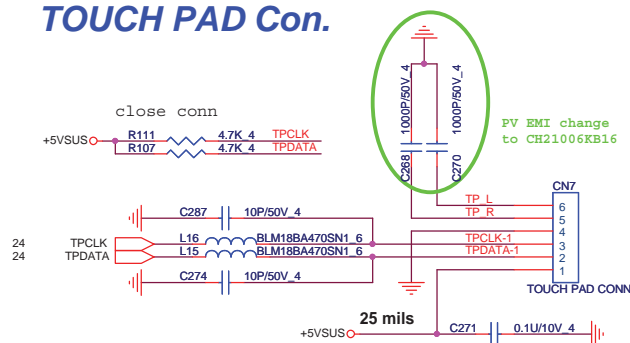 TOUCH PAD Con.
close conn
+5VSUS
R111 4.7K_4 TPCLK
R107 4.7K_4 TPDATA
1000P/50V_4
1000P/50V_4
C268
C270
PV EMI change
to CH21006KB16
CN7
TP_L
TP_R
TPCLK-1
TPDATA-1
6
5
4
3
2
1
TOUCH PAD CONN
C287 10P/50V_4
24 TPCLK L16 BLM18BA470SN1_6
24 TPDATA L15 BLM18BA470SN1_6
C274 10P/50V_4
25 mils
+5VSUS
C271 0.1U/10V_4